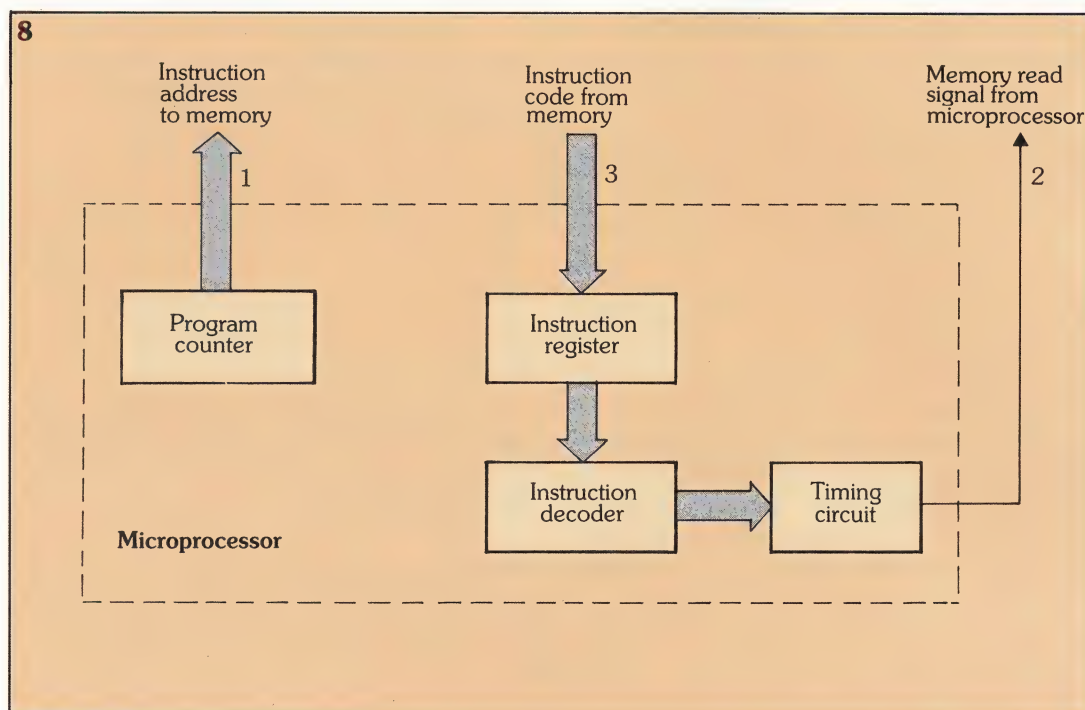 8
Instruction
address
to memory
1
Instruction
code from
memory
3
Memory read
signal from
microprocessor
2
Program
counter
Instruction
register
Instruction
decoder
Timing
circuit
Microprocessor